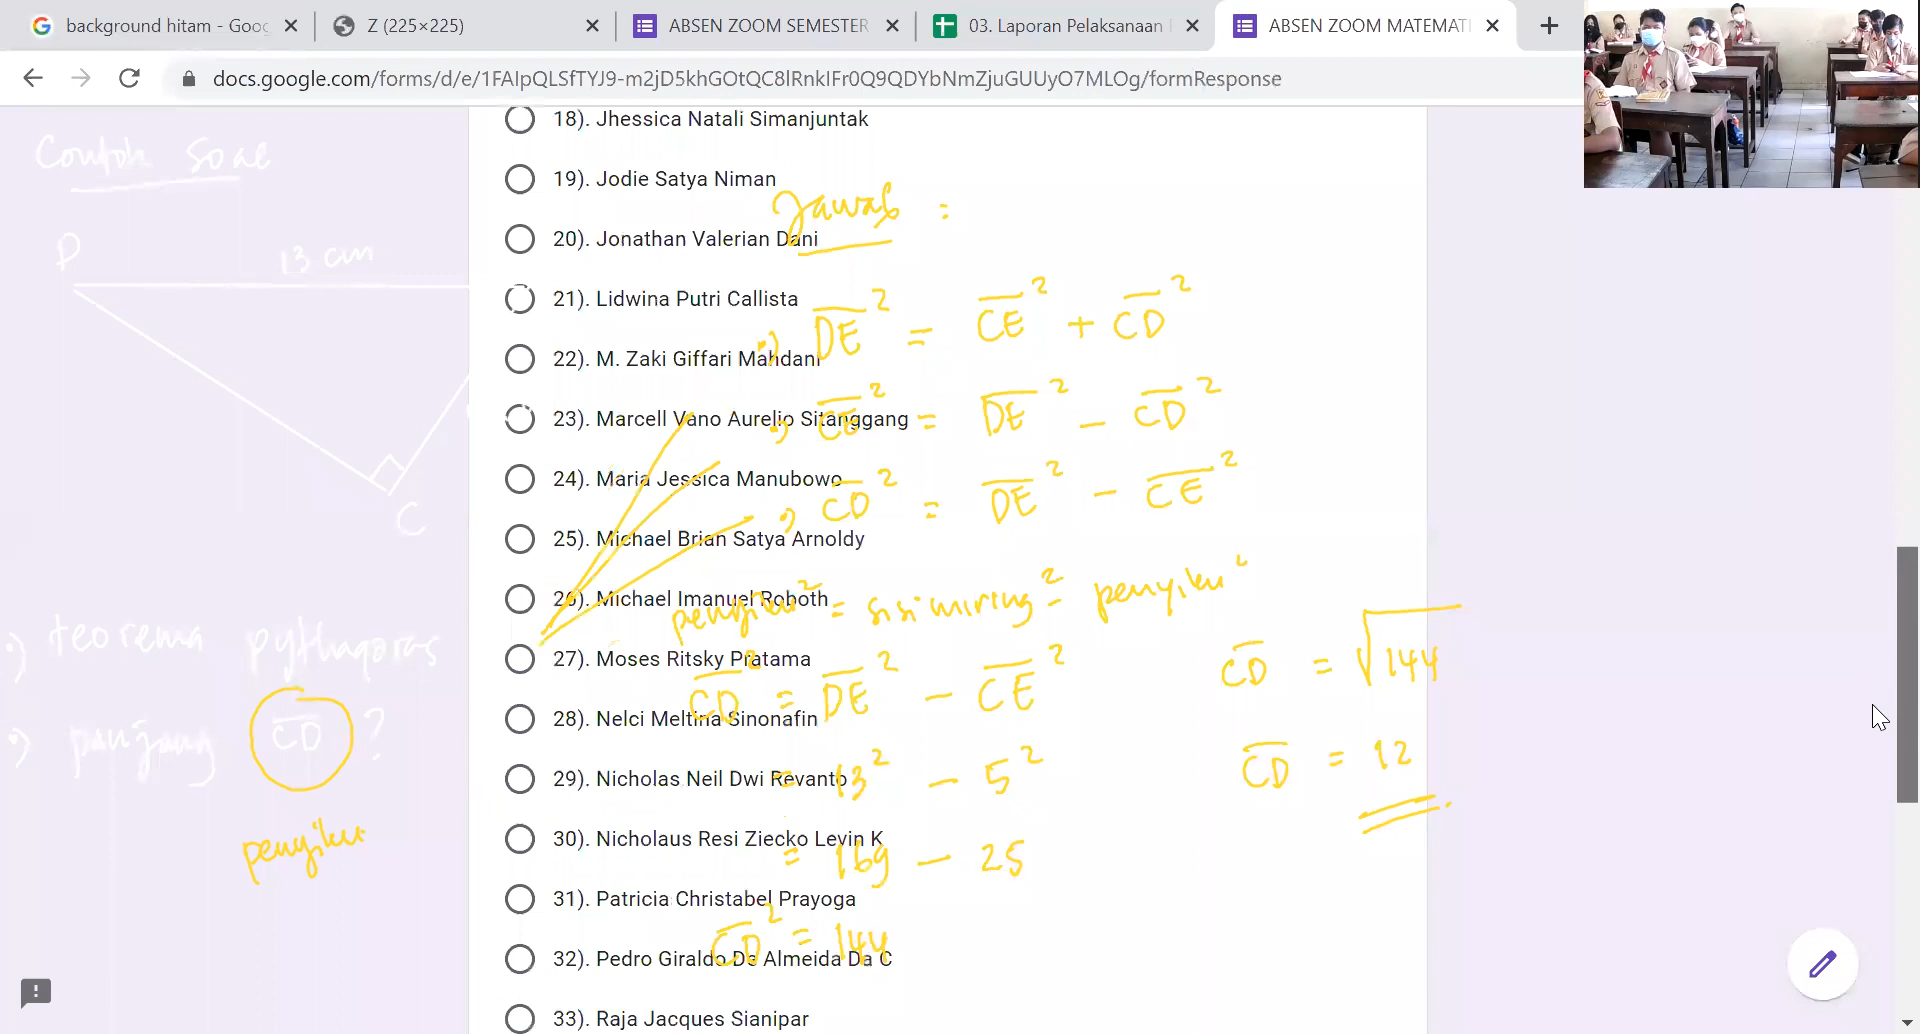 background hitam - Goo
Z (225×225)
ABSEN ZOOM SEMESTER
03. Laporan Pelaksanaan
ABSEN ZOOM MATEMATI
docs.google.com/forms/d/e/1FAIpQLSfTYJ9-m2jD5khGOtQC8lRnkIFr0Q9QDYbNmZjuGUUyO7MLOg/formResponse
Contoh Soal
D
13 cm
C
•) teorema pythagoras
•) panjang CD ?
penyiku
18). Jhessica Natali Simanjuntak
19). Jodie Satya Niman
20). Jonathan Valerian Dani
21). Lidwina Putri Callista
22). M. Zaki Giffari Mahdani
23). Marcell Vano Aurelio Sitanggang
24). Maria Jessica Manubowo
25). Michael Brian Satya Arnoldy
26). Michael Imanuel Roboth
27). Moses Ritsky Pratama
28). Nelci Meltina Sinonafin
29). Nicholas Neil Dwi Revanto
30). Nicholaus Resi Ziecko Levin K
31). Patricia Christabel Prayoga
32). Pedro Giraldo De Almeida Da C
33). Raja Jacques Sianipar
Jawab :
•) DE² = CE² + CD²
•) CE² = DE² - CD²
•) CD² = DE² - CE²
penyiku² = sisi miring² - penyiku²
CD² = DE² - CE²
= 13² - 5²
= 169 - 25
CD² = 144
CD = √144
CD = 12